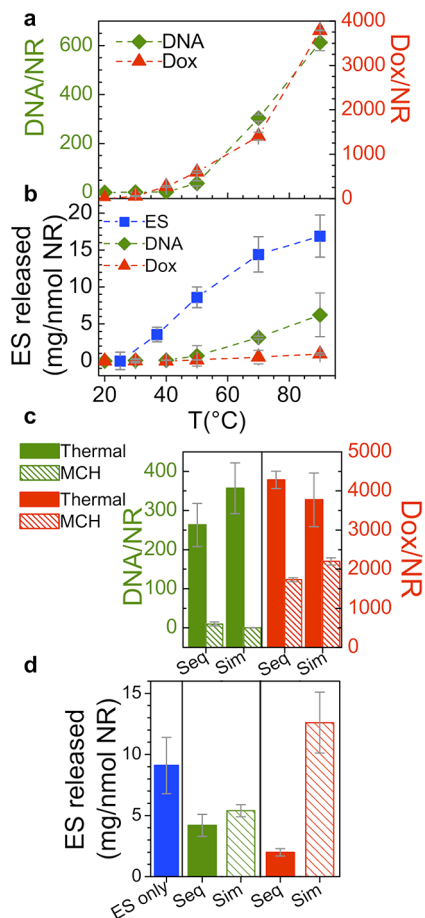 a
DNA
Dox
DNA/NR
600
400
200
0
Dox/NR
4000
3000
2000
1000
0
b
ES
DNA
Dox
ES released
(mg/nmol NR)
20
15
10
5
0
20 40 60 80
T(°C)
c
Thermal
MCH
Thermal
MCH
DNA/NR
400
300
200
100
0
Dox/NR
5000
4000
3000
2000
1000
0
Seq Sim Seq Sim
d
ES released
(mg/nmol NR)
15
10
5
0
ES only Seq Sim Seq Sim